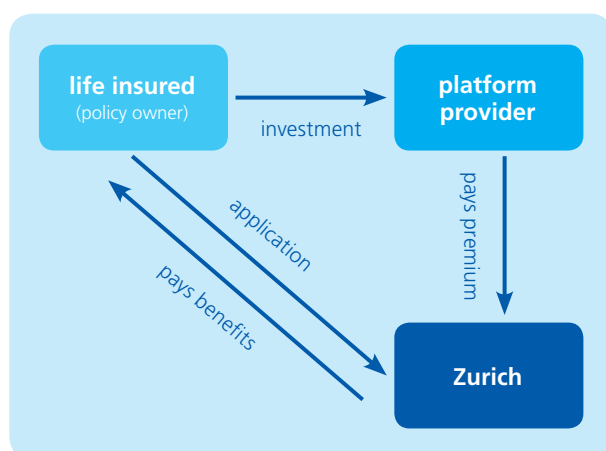 life insured
(policy owner)
platform
provider
investment
application
pays benefits
pays premium
Zurich